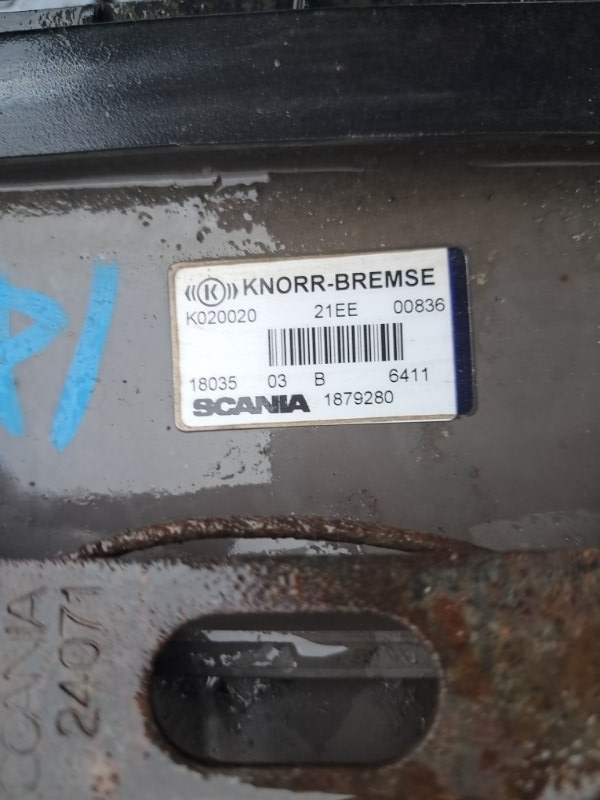 ((K)) KNORR-BREMSE
K020020 21EE 00836
18035 03 B 6411
SCANIA 1879280